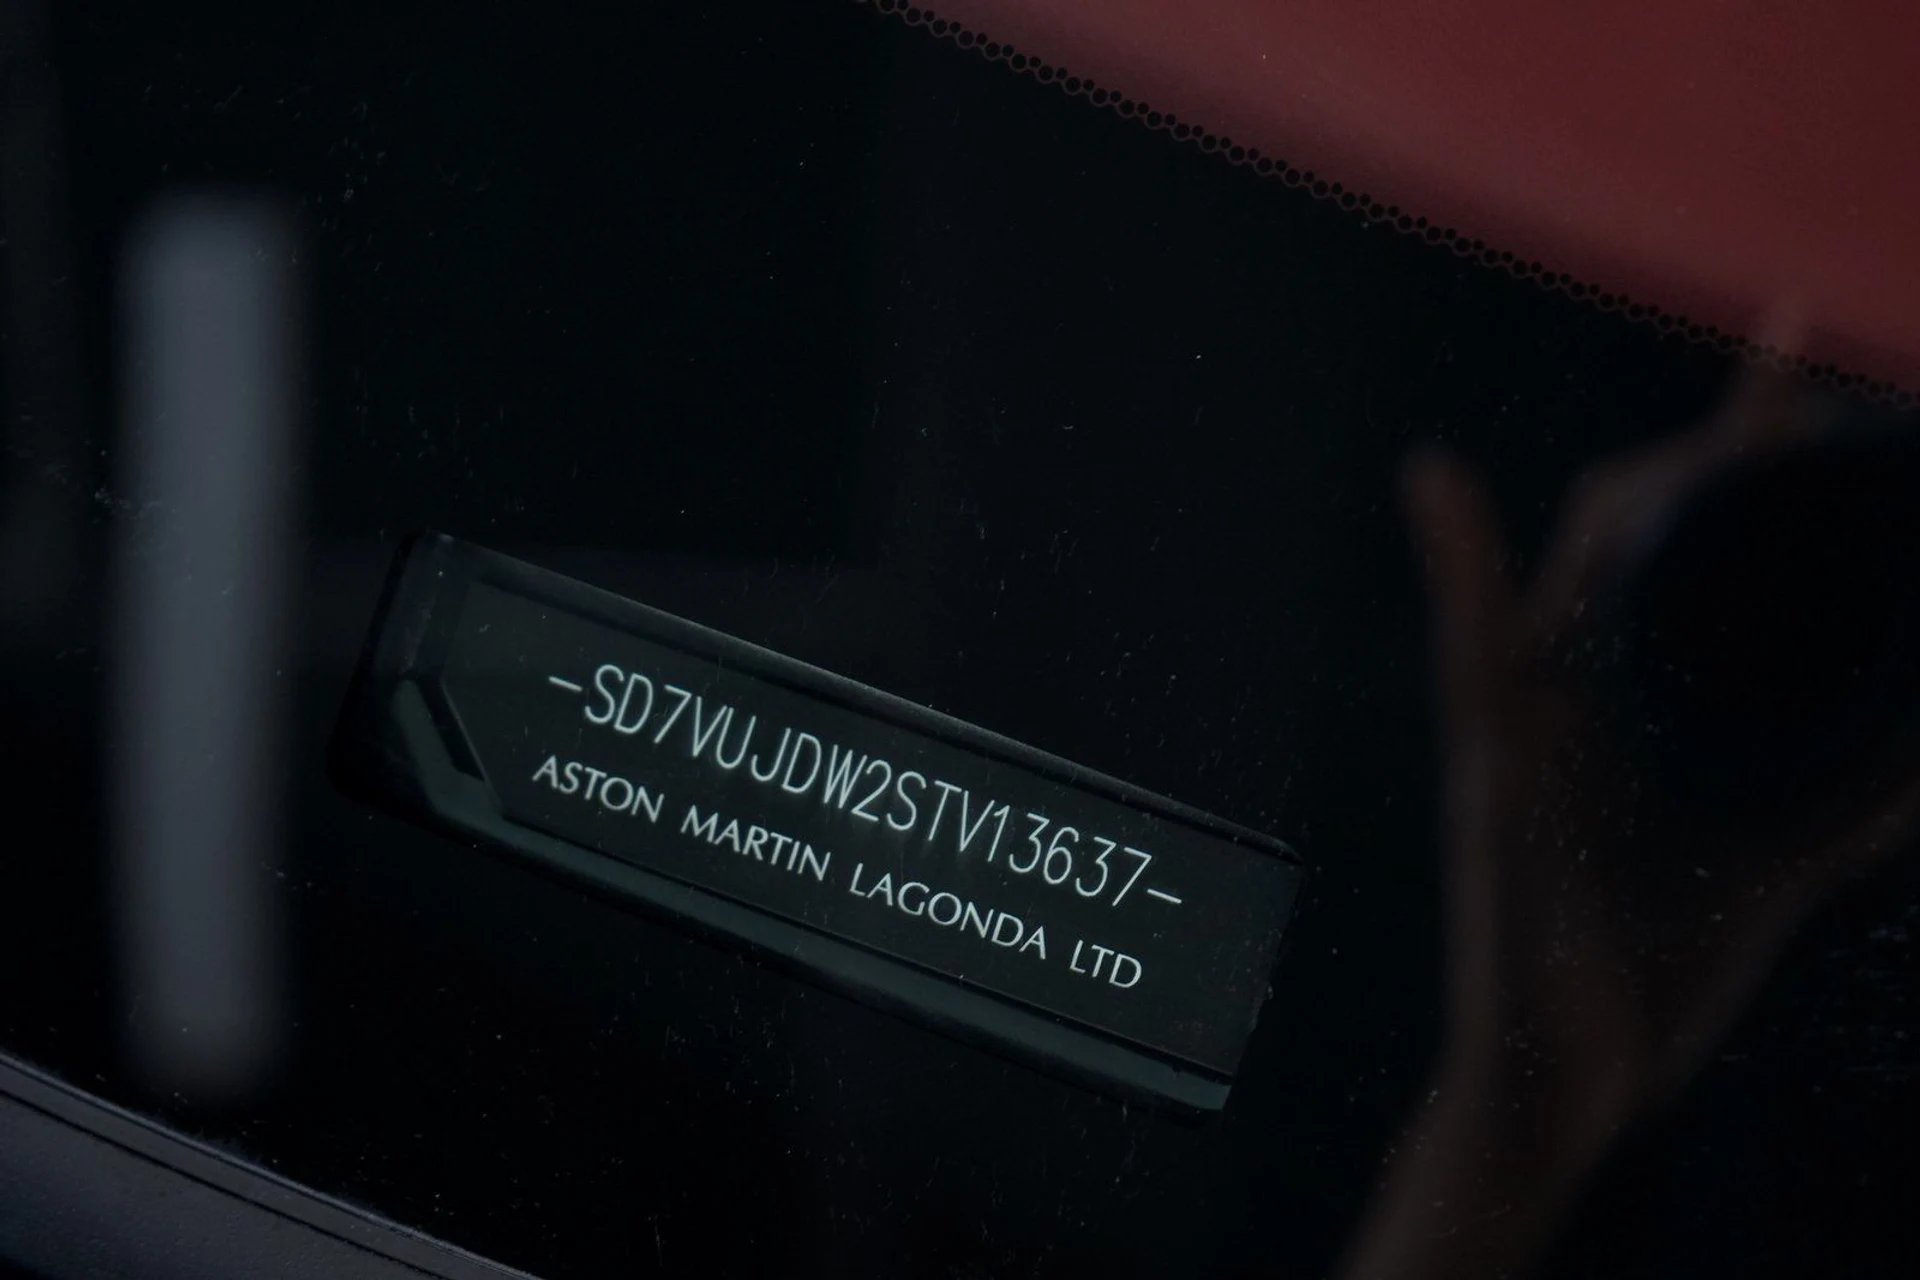 -SD7VUJDW2STV13637-
ASTON MARTIN LAGONDA LTD